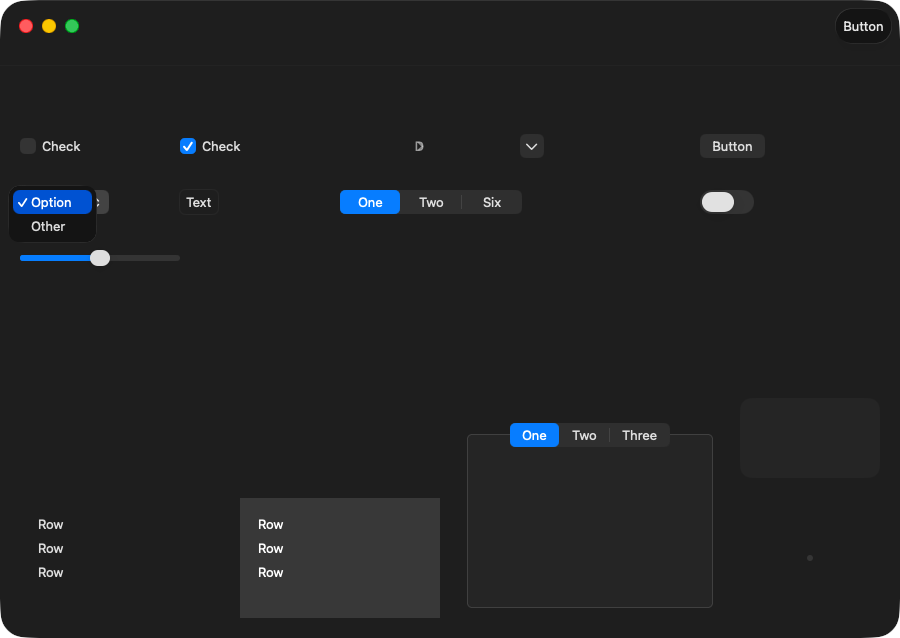 Button
Check
Check
Button
Option
Other
Text
One
Two
Six
One
Two
Three
Row
Row
Row
Row
Row
Row